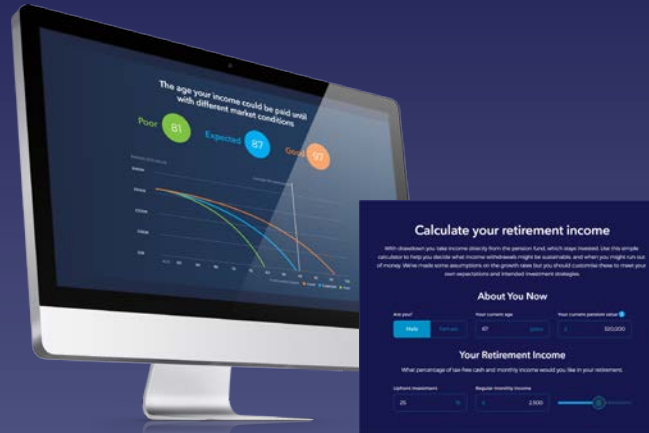 The age your income could be paid until
with different market conditions
Poor 81 Expected 87 Good 97
Calculate your retirement income
With drawdown you take income directly from the pension fund, which stays invested. Use this simple
calculator to help you decide what income withdrawals might be sustainable, and when you might run out
of money. We've made some assumptions on the growth rates but you should customise these to meet your
own expectations and intended investment strategies.
About You Now
Are you? Your current age Your current pension value
Male Female 67 £ 520,000
Your Retirement Income
What percentage of tax-free cash and monthly income would you like in your retirement.
Upfront investment Regular monthly income
25 % £ 2,500